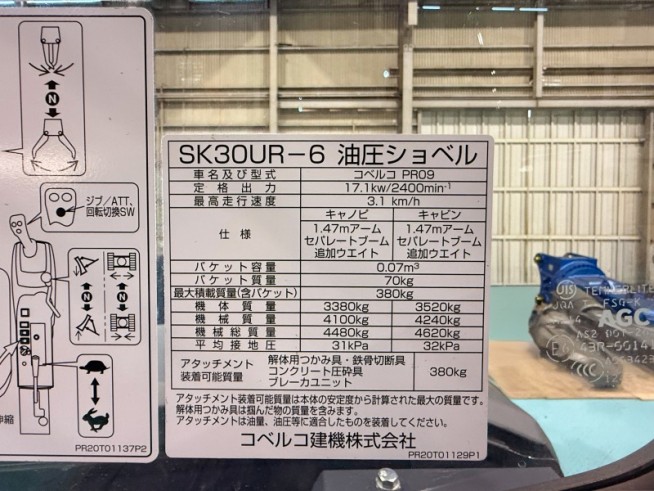 N
ジブ/ATT.
回転切換SW
N
N
伸縮
PR20T01137P2
SK30UR-6 油圧ショベル
車名及び型式 コベルコ PR09
定格出力 17.1kw/2400min-1
最高走行速度 3.1 km/h
仕様 キャノピ キャビン
1.47mアーム 1.47mアーム
セパレートブーム セパレートブーム
追加ウエイト 追加ウエイト
バケット容量 0.07m³
バケット質量 70kg
最大積載質量(含バケット) 380kg
機体質量 3380kg 3520kg
機械質量 4100kg 4240kg
機械総質量 4480kg 4620kg
平均接地圧 31kPa 32kPa
アタッチメント
装着可能質量
解体用つかみ具・鉄骨切断具
コンクリート圧砕具
ブレーカユニット
380kg
アタッチメント装着可能質量は本体の安定度から計算された最大の質量です。
解体用つかみ具は掴んだ物の質量を含みます。
アタッチメントは油量、油圧等に適合したものを装着してください。
コベルコ建機株式会社
PR20T01129P1
AGC